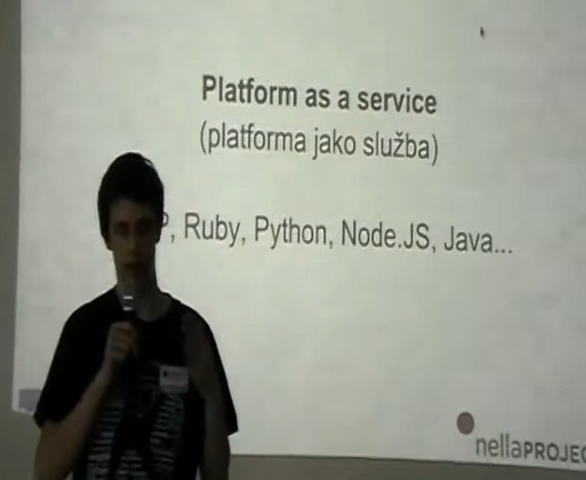 Platform as a service
(platforma jako služba)
, Ruby, Python, Node.JS, Java...
nellaPROJEC